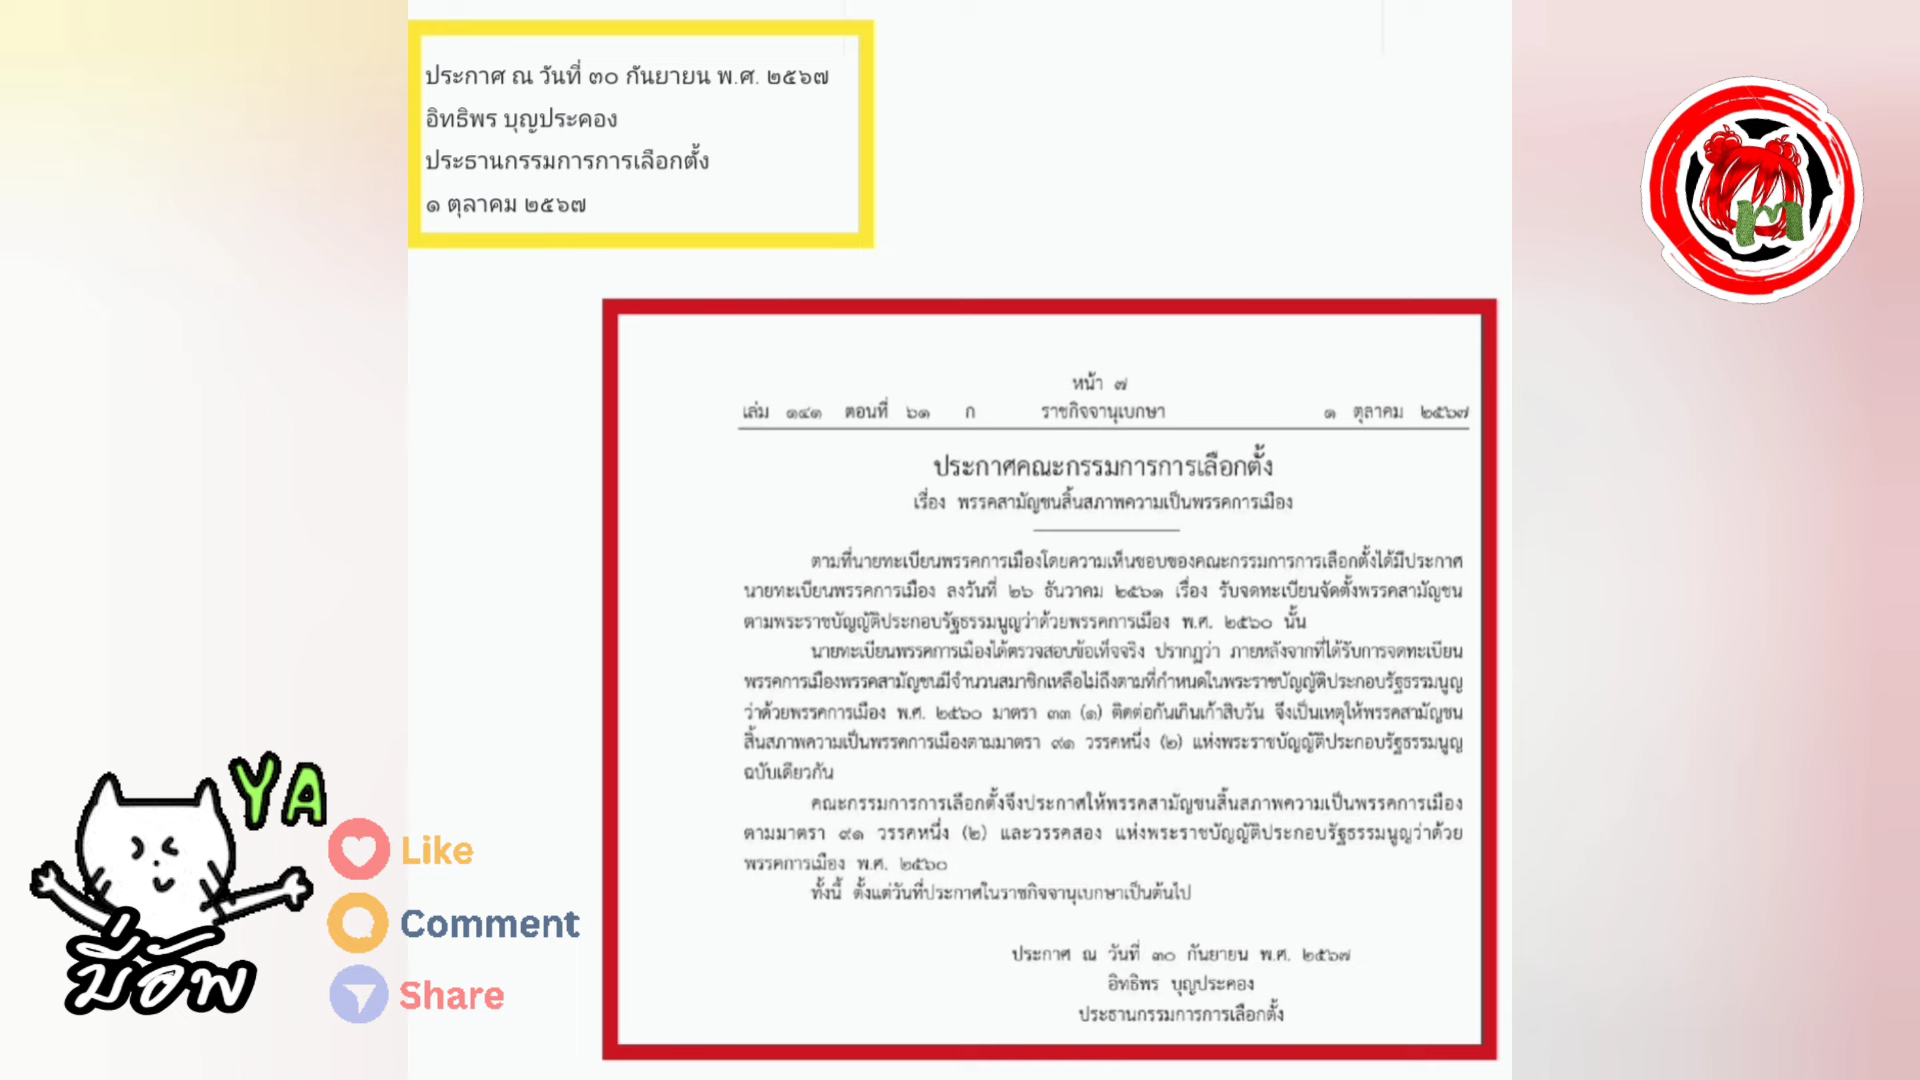 ประกาศ ณ วันที่ ๓๐ กันยายน พ.ศ. ๒๕๖๗
อิทธิพร บุญประคอง
ประธานกรรมการการเลือกตั้ง
๑ ตุลาคม ๒๕๖๗
หน้า ๗
เล่ม ๑๔๑ ตอนที่ ๖๑ ก ราชกิจจานุเบกษา ๑ ตุลาคม ๒๕๖๗
ประกาศคณะกรรมการการเลือกตั้ง
เรื่อง พรรคสามัญชนสิ้นสภาพความเป็นพรรคการเมือง
ตามที่นายทะเบียนพรรคการเมืองโดยความเห็นชอบของคณะกรรมการการเลือกตั้งได้มีประกาศ
นายทะเบียนพรรคการเมือง ลงวันที่ ๒๖ ธันวาคม ๒๕๖๑ เรื่อง รับจดทะเบียนจัดตั้งพรรคสามัญชน
ตามพระราชบัญญัติประกอบรัฐธรรมนูญว่าด้วยพรรคการเมือง พ.ศ. ๒๕๖๐ นั้น
นายทะเบียนพรรคการเมืองได้ตรวจสอบข้อเท็จจริง ปรากฏว่า ภายหลังจากที่ได้รับการจดทะเบียน
พรรคการเมืองพรรคสามัญชนมีจำนวนสมาชิกเหลือไม่ถึงตามที่กำหนดในพระราชบัญญัติประกอบรัฐธรรมนูญ
ว่าด้วยพรรคการเมือง พ.ศ. ๒๕๖๐ มาตรา ๓๓ (๑) ติดต่อกันเกินเก้าสิบวัน จึงเป็นเหตุให้พรรคสามัญชน
สิ้นสภาพความเป็นพรรคการเมืองตามมาตรา ๙๑ วรรคหนึ่ง (๒) แห่งพระราชบัญญัติประกอบรัฐธรรมนูญ
ฉบับเดียวกัน
คณะกรรมการการเลือกตั้งจึงประกาศให้พรรคสามัญชนสิ้นสภาพความเป็นพรรคการเมือง
ตามมาตรา ๙๑ วรรคหนึ่ง (๒) และวรรคสอง แห่งพระราชบัญญัติประกอบรัฐธรรมนูญว่าด้วย
พรรคการเมือง พ.ศ. ๒๕๖๐
ทั้งนี้ ตั้งแต่วันที่ประกาศในราชกิจจานุเบกษาเป็นต้นไป
ประกาศ ณ วันที่ ๓๐ กันยายน พ.ศ. ๒๕๖๗
อิทธิพร บุญประคอง
ประธานกรรมการการเลือกตั้ง
YA
Like
Comment
Share
มี่อัพ
m